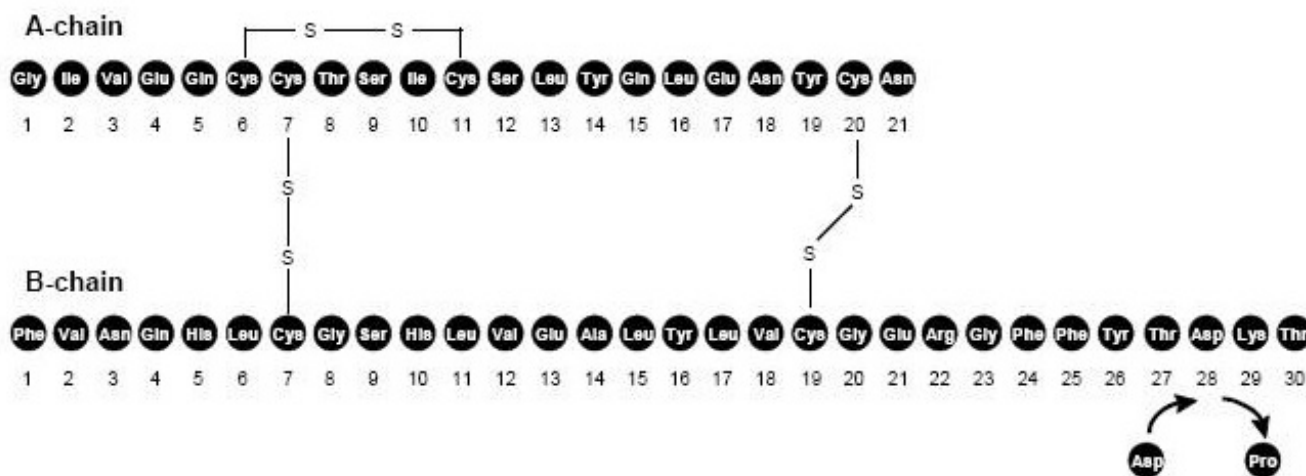 A-chain
S S
Gly Ile Val Glu Gln Cys Cys Thr Ser Ile Cys Ser Leu Tyr Gln Leu Glu Asn Tyr Cys Asn
1 2 3 4 5 6 7 8 9 10 11 12 13 14 15 16 17 18 19 20 21
S S
S S
B-chain
Phe Val Asn Gln His Leu Cys Gly Ser His Leu Val Glu Ala Leu Tyr Leu Val Cys Gly Glu Arg Gly Phe Phe Tyr Thr Asp Lys Thr
1 2 3 4 5 6 7 8 9 10 11 12 13 14 15 16 17 18 19 20 21 22 23 24 25 26 27 28 29 30
Asp Pro